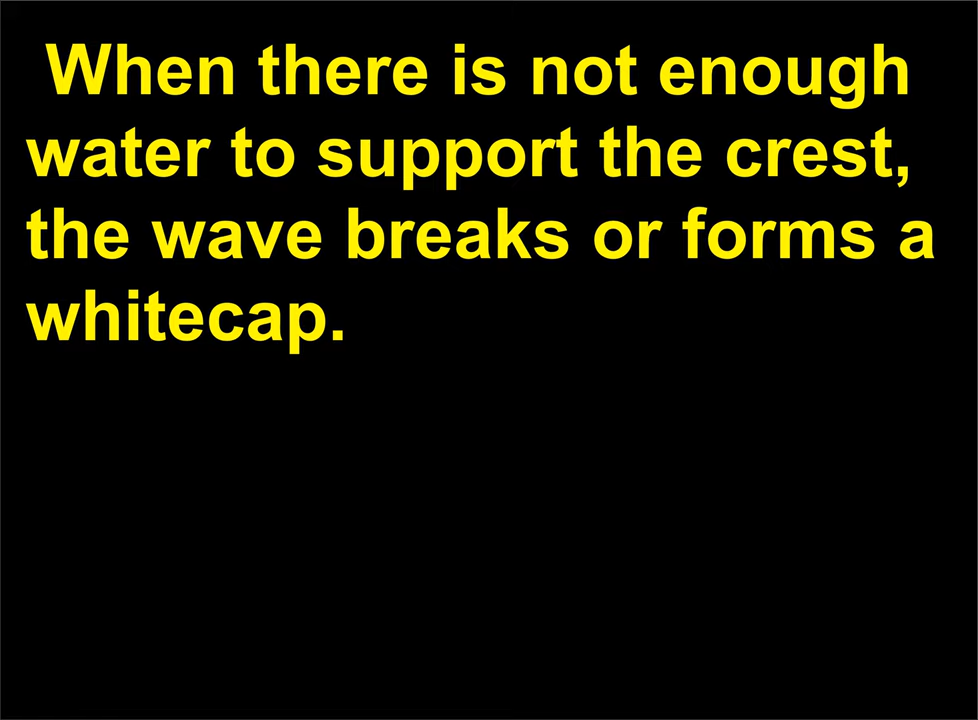 When there is not enough
water to support the crest,
the wave breaks or forms a
whitecap.